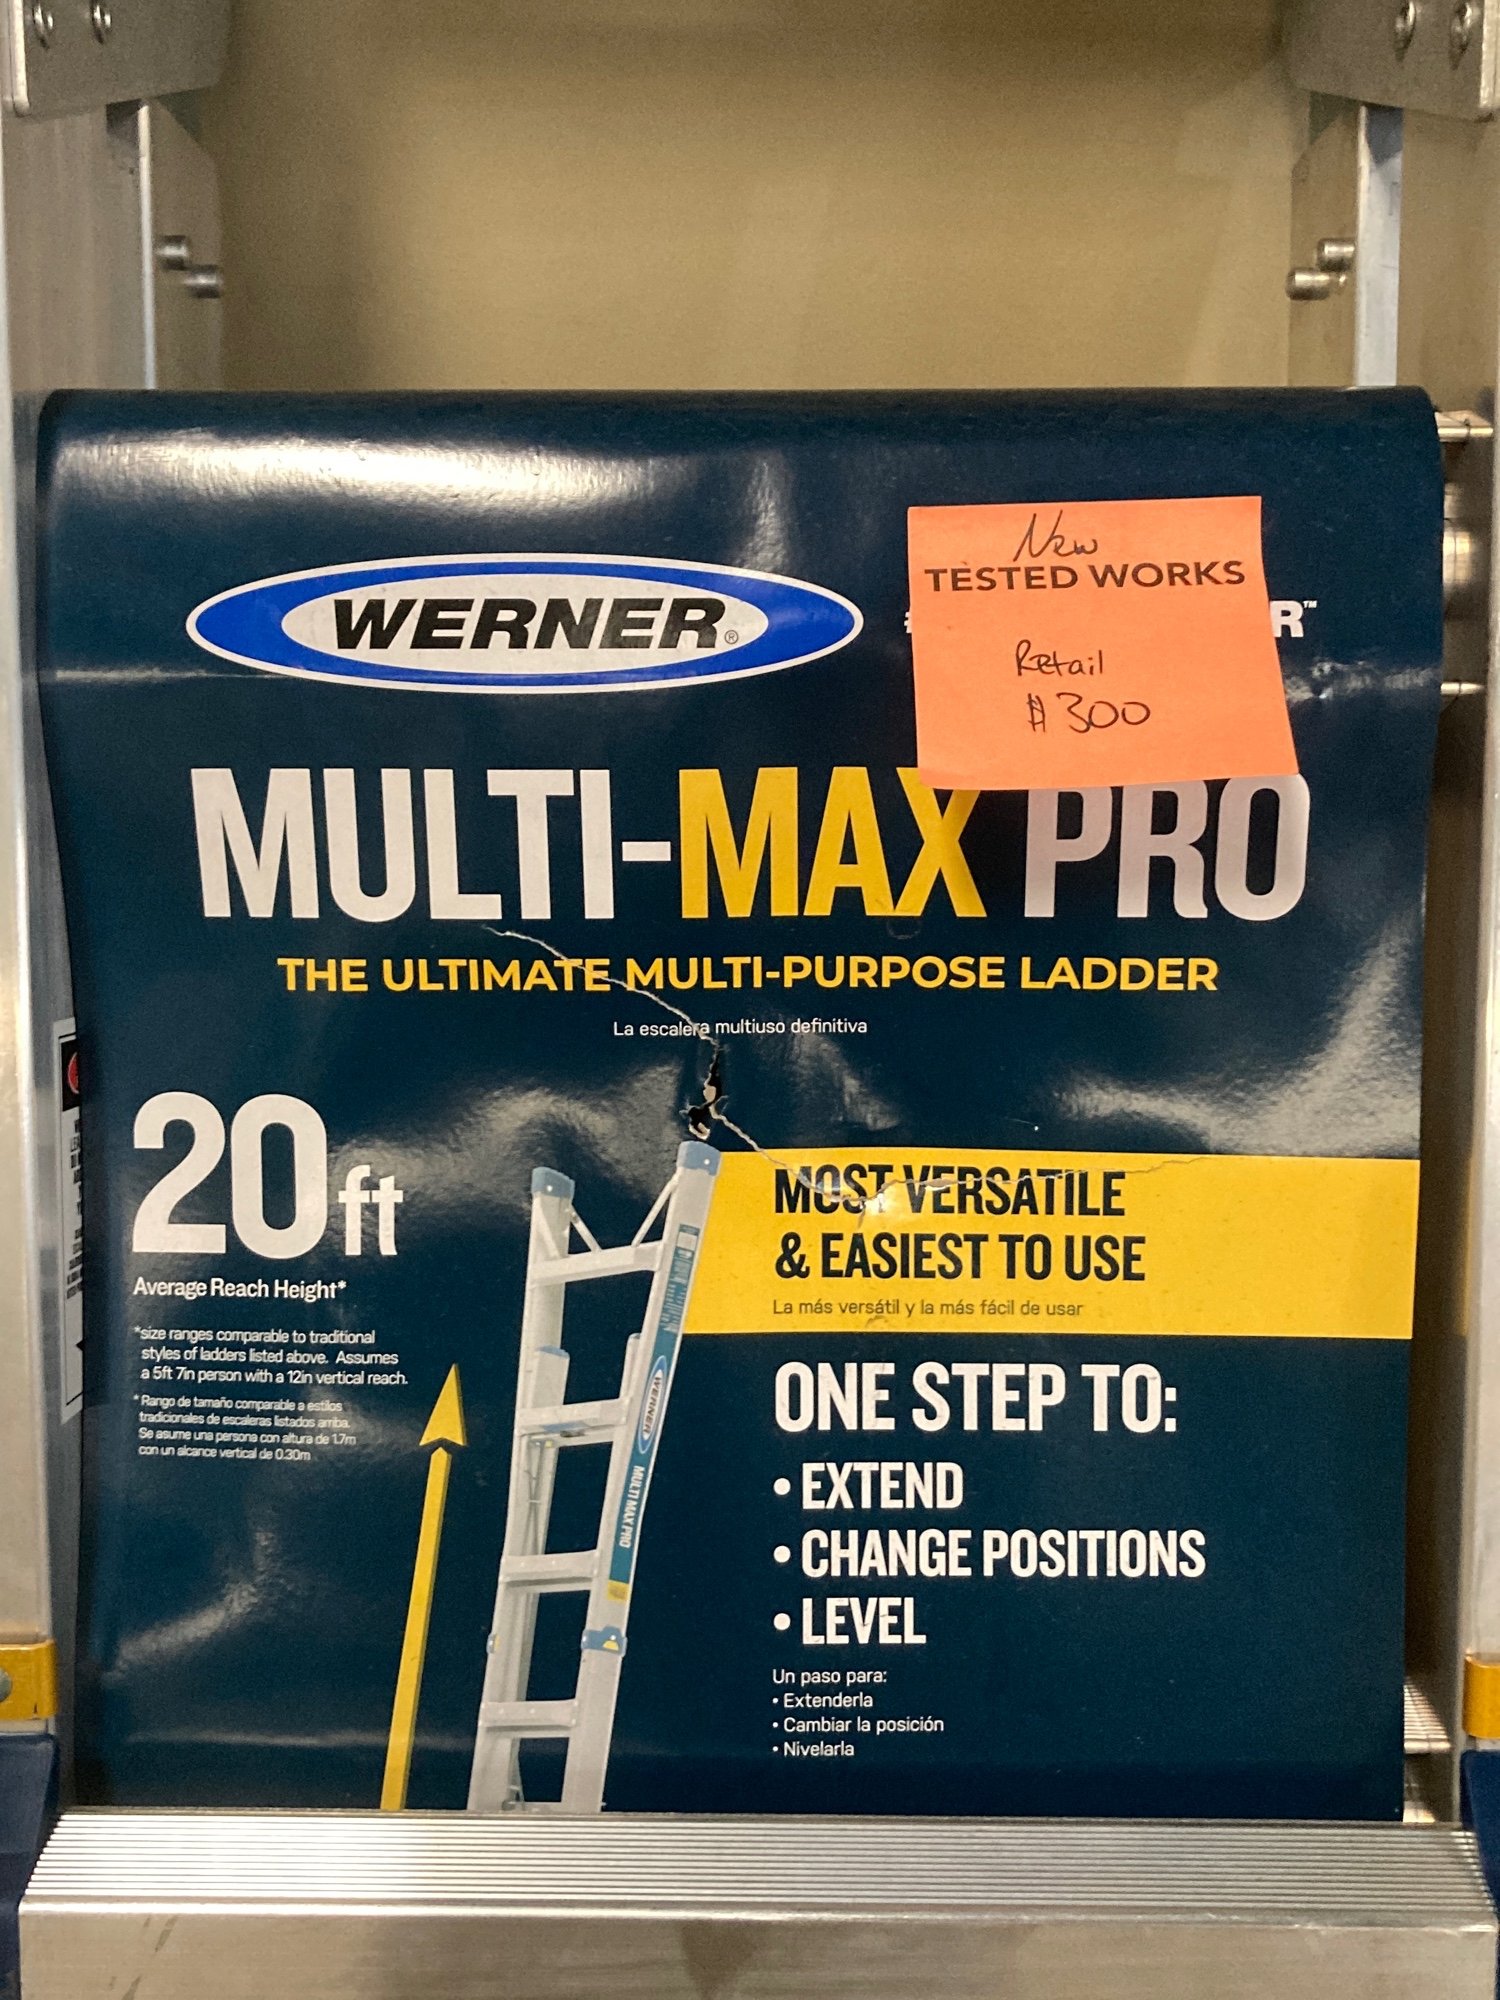 New
TESTED WORKS
Retail
$300
WERNER®
MULTI-MAX PRO
THE ULTIMATE MULTI-PURPOSE LADDER
La escalera multiuso definitiva
20ft
Average Reach Height*
*size ranges comparable to traditional
styles of ladders listed above. Assumes
a 5ft 7in person with a 12in vertical reach.
* Rango de tamaño comparable a estilos
tradicionales de escaleras listados arriba.
Se asume una persona con altura de 1.7m
con un alcance vertical de 0.30m
WERNER
MULTI MAX PRO
MOST VERSATILE
& EASIEST TO USE
La más versátil y la más fácil de usar
ONE STEP TO:
• EXTEND
• CHANGE POSITIONS
• LEVEL
Un paso para:
• Extenderla
• Cambiar la posición
• Nivelarla